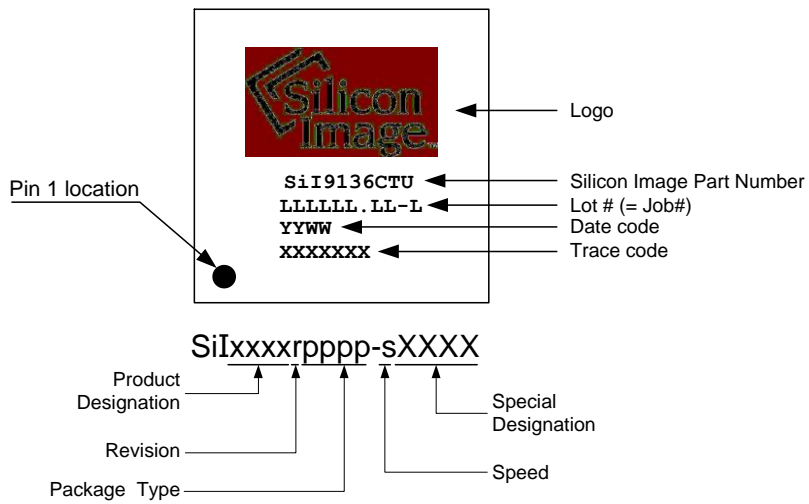 Silicon
Image
™
Logo
SiI9136CTU
Silicon Image Part Number
LLLLLL.LL-L
Lot # (= Job#)
YYWW
Date code
XXXXXXX
Trace code
Pin 1 location
SiIxxxxrpppp-sXXXX
Product
Designation
Special
Designation
Revision
Speed
Package Type